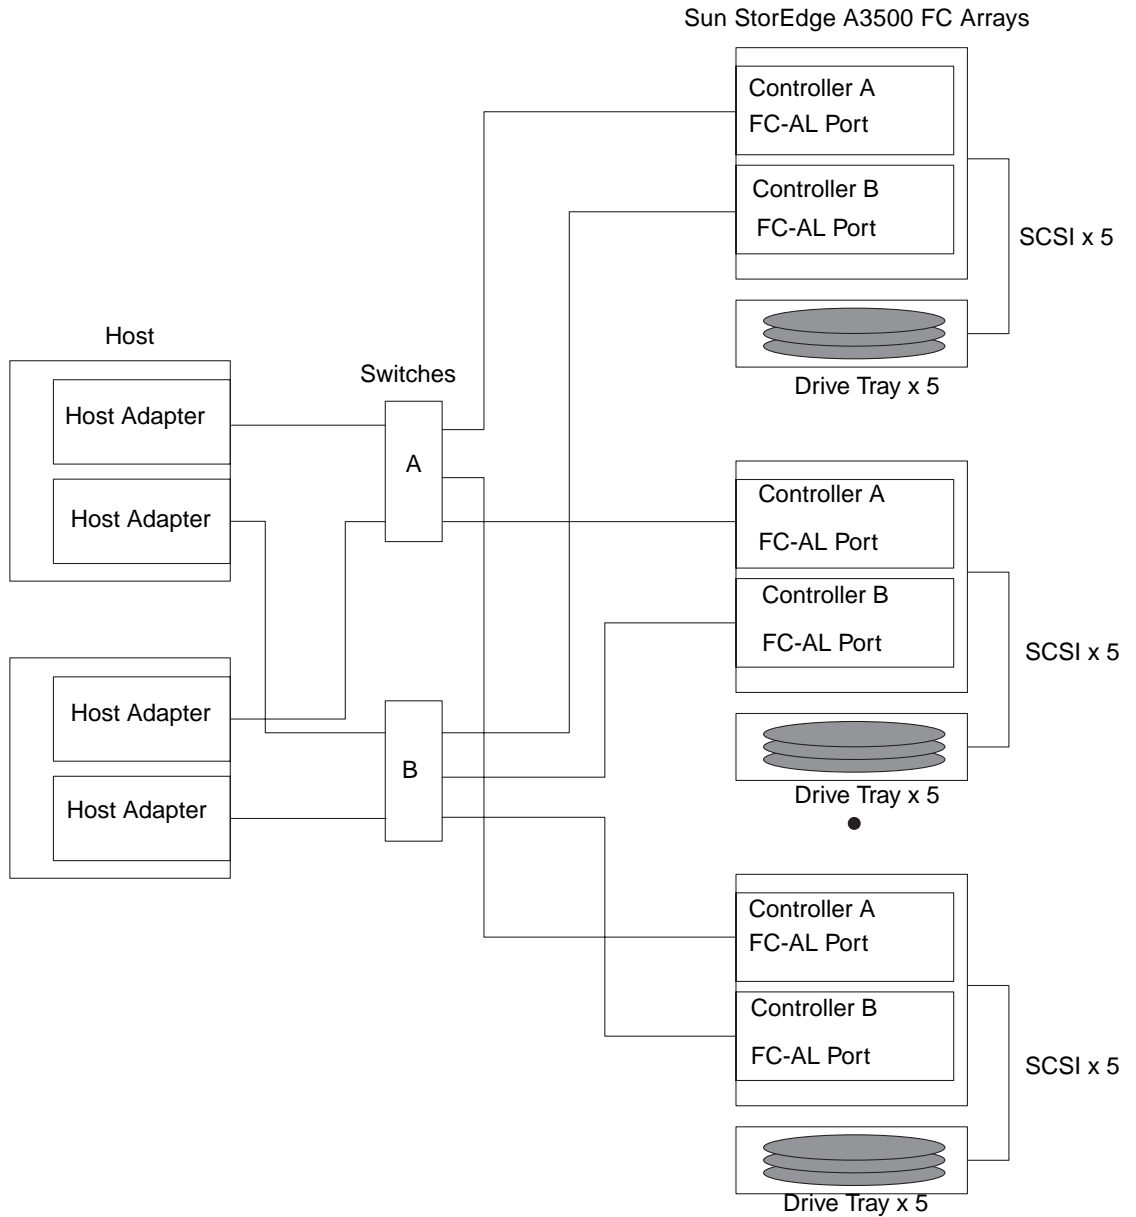 Sun StorEdge A3500 FC Arrays
Controller A
FC-AL Port
Controller B
FC-AL Port
SCSI x 5
Drive Tray x 5
Host
Host Adapter
Host Adapter
Switches
A
Controller A
FC-AL Port
Controller B
FC-AL Port
SCSI x 5
Drive Tray x 5
Host Adapter
Host Adapter
B
Controller A
FC-AL Port
Controller B
FC-AL Port
SCSI x 5
Drive Tray x 5